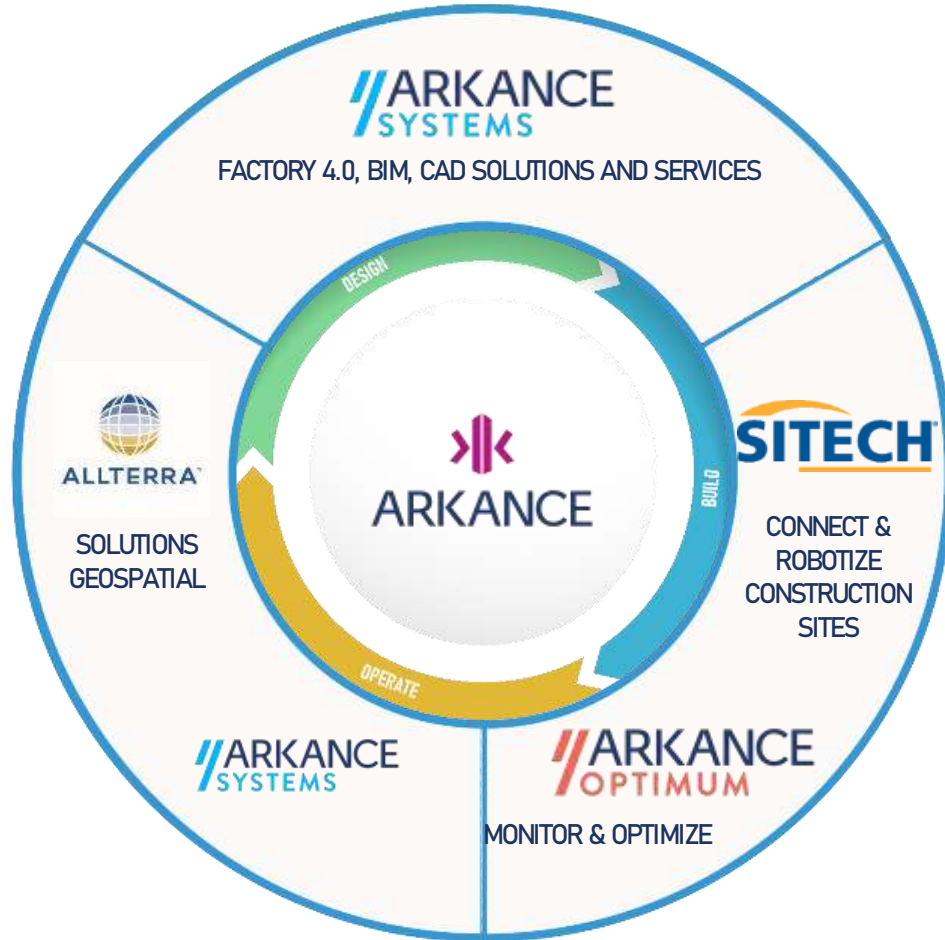 ARKANCE
SYSTEMS
FACTORY 4.0, BIM, CAD SOLUTIONS AND SERVICES
DESIGN
ALLTERRA™
SOLUTIONS
GEOSPATIAL
ARKANCE
BUILD
SITECH
CONNECT &
ROBOTIZE
CONSTRUCTION
SITES
OPERATE
ARKANCE
SYSTEMS
ARKANCE
OPTIMUM
MONITOR & OPTIMIZE